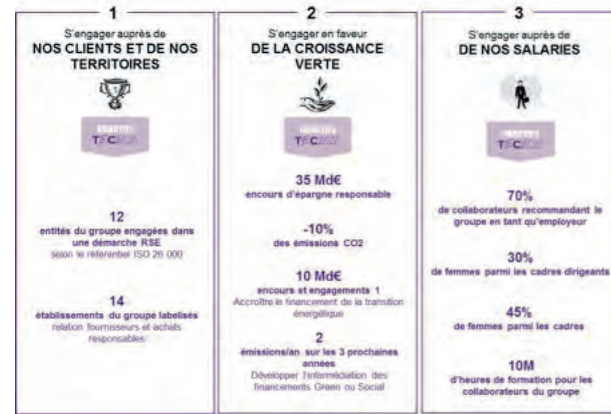 1
S'engager auprès de
NOS CLIENTS ET DE NOS
TERRITOIRES
12
entités du groupe engagées dans
une démarche RSE
selon le référentiel ISO 26 000
14
établissements du groupe labelisés
relation fournisseurs et achats
responsables
2
S'engager en faveur
DE LA CROISSANCE
VERTE
35 Md€
encours d'épargne responsable
-10%
des émissions CO2
10 Md€
encours et engagements 1
Accroître le financement de la transition
énergétique
2
émissions/an sur les 3 prochaines
années
Développer l'intermédiation des
financements Green ou Social
3
S'engager auprès de
DE NOS SALARIES
70%
de collaborateurs recommandant le
groupe en tant qu'employeur
30%
de femmes parmi les cadres dirigeants
45%
de femmes parmi les cadres
10M
d'heures de formation pour les
collaborateurs du groupe